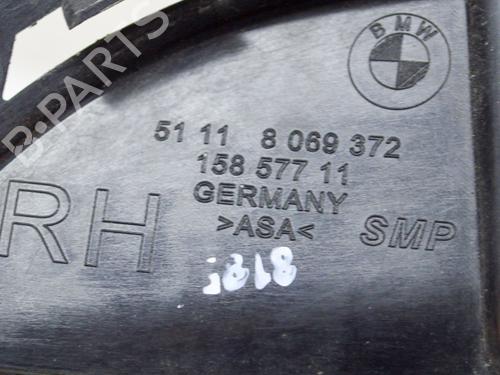 BMW
51 11 8 069 372
158 577 11
GERMANY
>ASA<
SMP
RH
B-PARTS